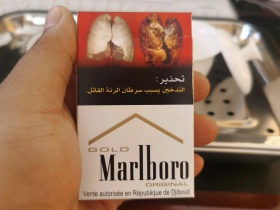 تحذير:
التدخين يسبب سرطان الرئة القاتل.
GOLD
Marlboro
ORIGINAL
Vente autorisée en République de Djibouti